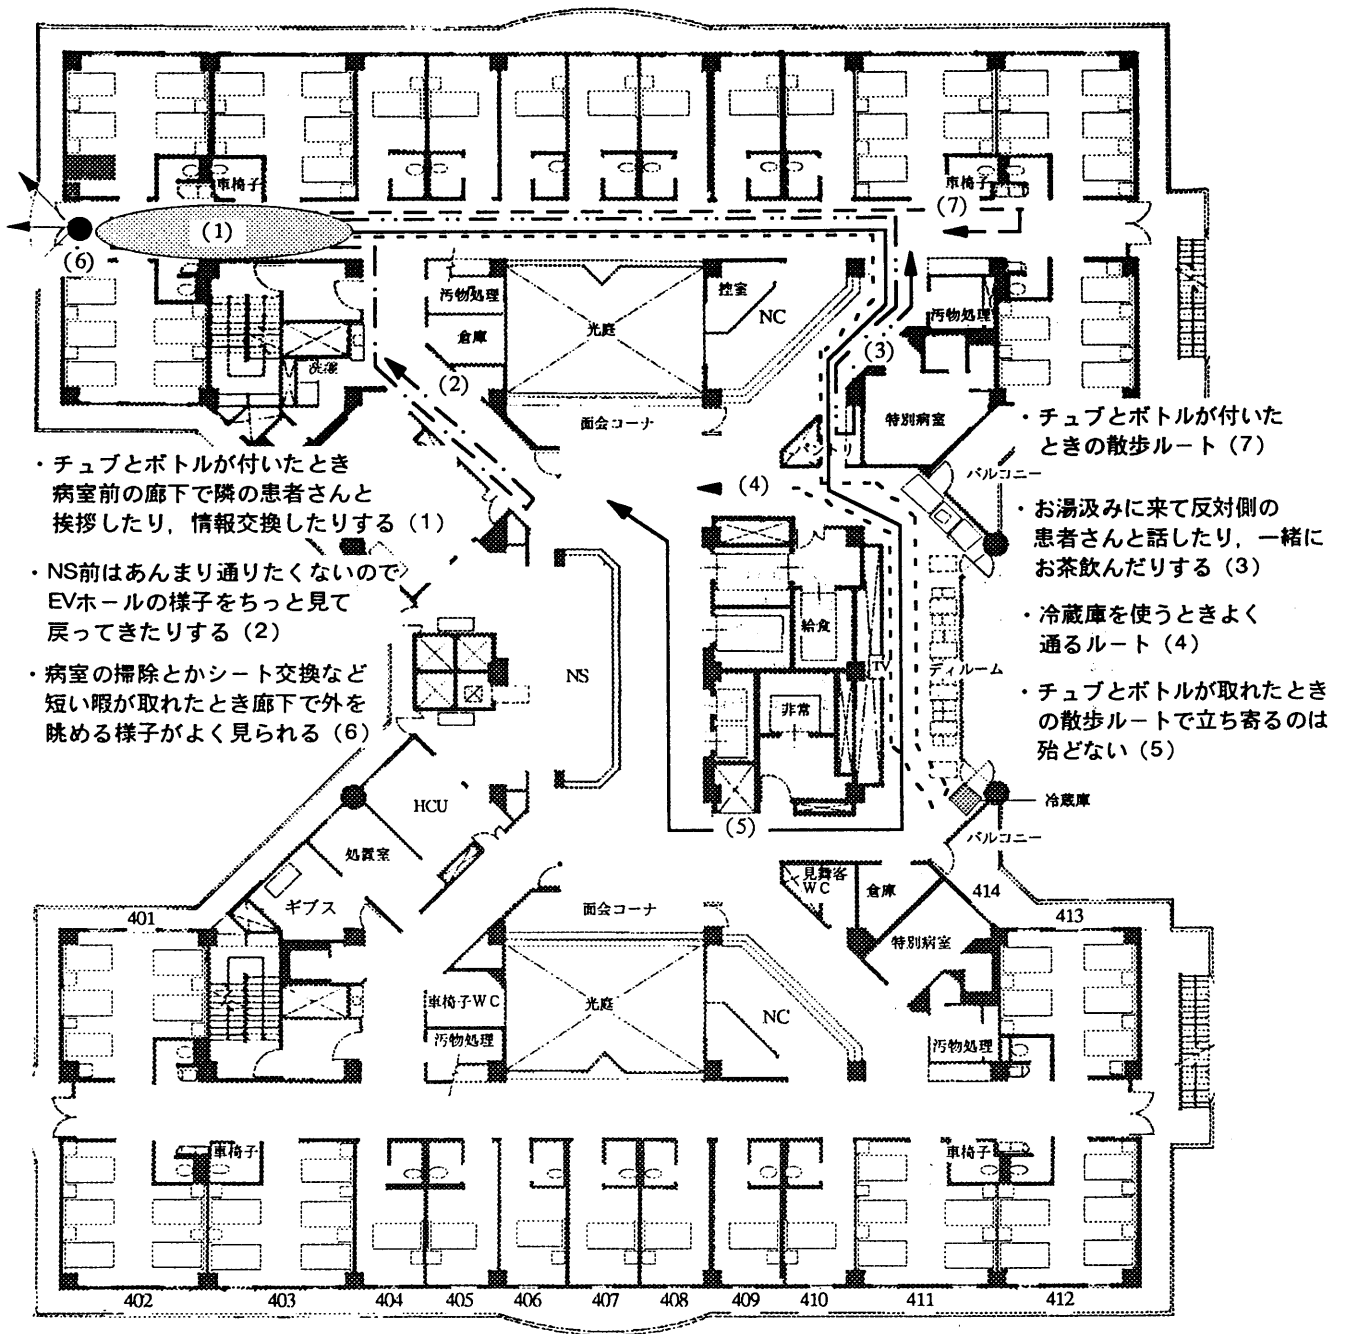 車椅子
車椅子
(7)
(1)
(6)
汚物処理
倉庫
光庭
控室
NC
汚物処理
(3)
洗濯
(2)
面会コーナ
特別病室
パントリ
バルコニー
(4)
・チュブとボトルが付いたとき
病室前の廊下で隣の患者さんと
挨拶したり，情報交換したりする（1）
・NS前はあんまり通りたくないので
EVホールの様子をちっと見て
戻ってきたりする（2）
・病室の掃除とかシート交換など
短い暇が取れたとき廊下で外を
眺める様子がよく見られる（6）
・チュブとボトルが付いた
ときの散歩ルート（7）
・お湯汲みに来て反対側の
患者さんと話したり，一緒に
お茶飲んだりする（3）
・冷蔵庫を使うときよく
通るルート（4）
・チュブとボトルが取れたとき
の散歩ルートで立ち寄るのは
殆どない（5）
給食
NS
TV
ディルーム
非常
冷蔵庫
HCU
(5)
バルコニー
処置室
見舞客
WC
倉庫
414
ギブス
401
面会コーナ
413
特別病室
車椅子WC
光庭
NC
汚物処理
汚物処理
車椅子
車椅子
402 403 404 405 406 407 408 409 410 411 412